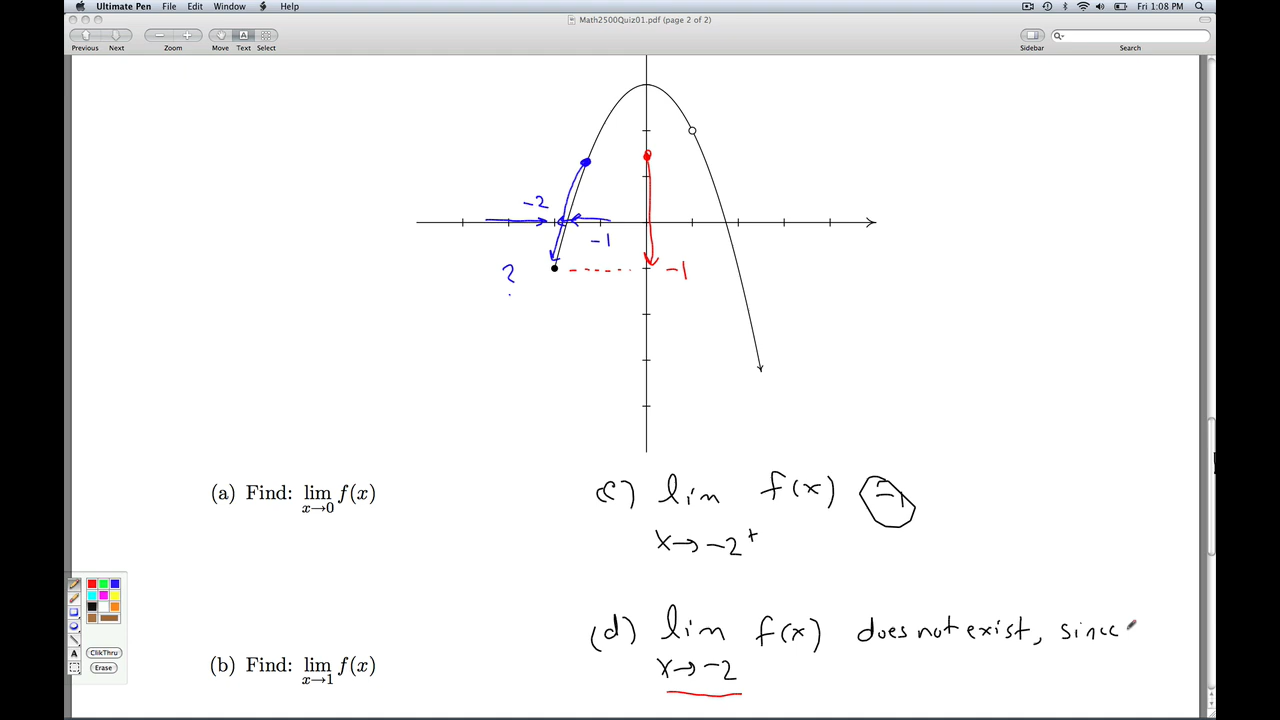 Ultimate Pen File Edit Window Help Fri 1:08 PM
Math2500Quiz01.pdf (page 2 of 2)
Previous Next Zoom Move Text Select Sidebar Search
-2
-1
?
-1
(a) Find: lim f(x)
x→0
(c) lim f(x) -1
x→-2⁺
(d) lim f(x) does not exist, since
x→-2
(b) Find: lim f(x)
x→1
A
ClikThru
Erase